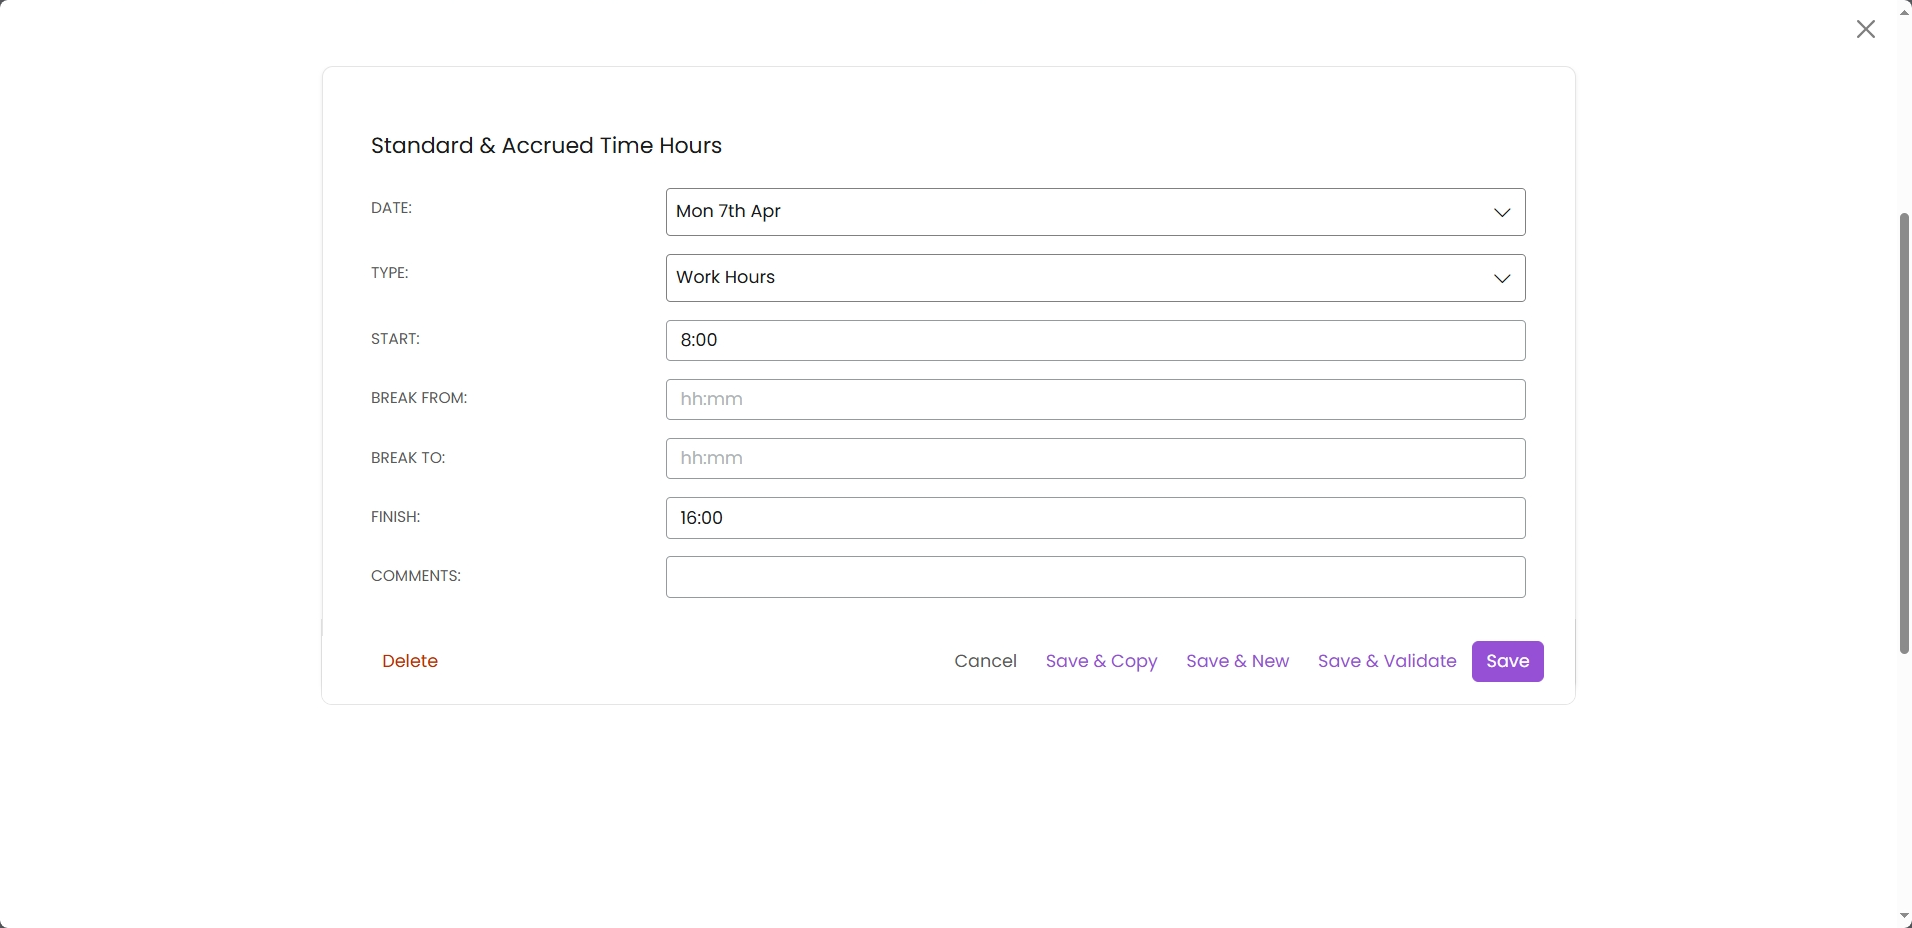 Standard & Accrued Time Hours
DATE: Mon 7th Apr
TYPE: Work Hours
START: 8:00
BREAK FROM: hh:mm
BREAK TO: hh:mm
FINISH: 16:00
COMMENTS:
Delete Cancel Save & Copy Save & New Save & Validate Save